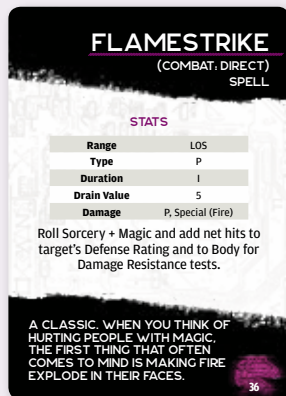 FLAMESTRIKE
(COMBAT: DIRECT)
SPELL
STATS
Range LOS
Type P
Duration I
Drain Value 5
Damage P, Special (Fire)
Roll Sorcery + Magic and add net hits to
target's Defense Rating and to Body for
Damage Resistance tests.
A CLASSIC. WHEN YOU THINK OF
HURTING PEOPLE WITH MAGIC,
THE FIRST THING THAT OFTEN
COMES TO MIND IS MAKING FIRE
EXPLODE IN THEIR FACES.
36